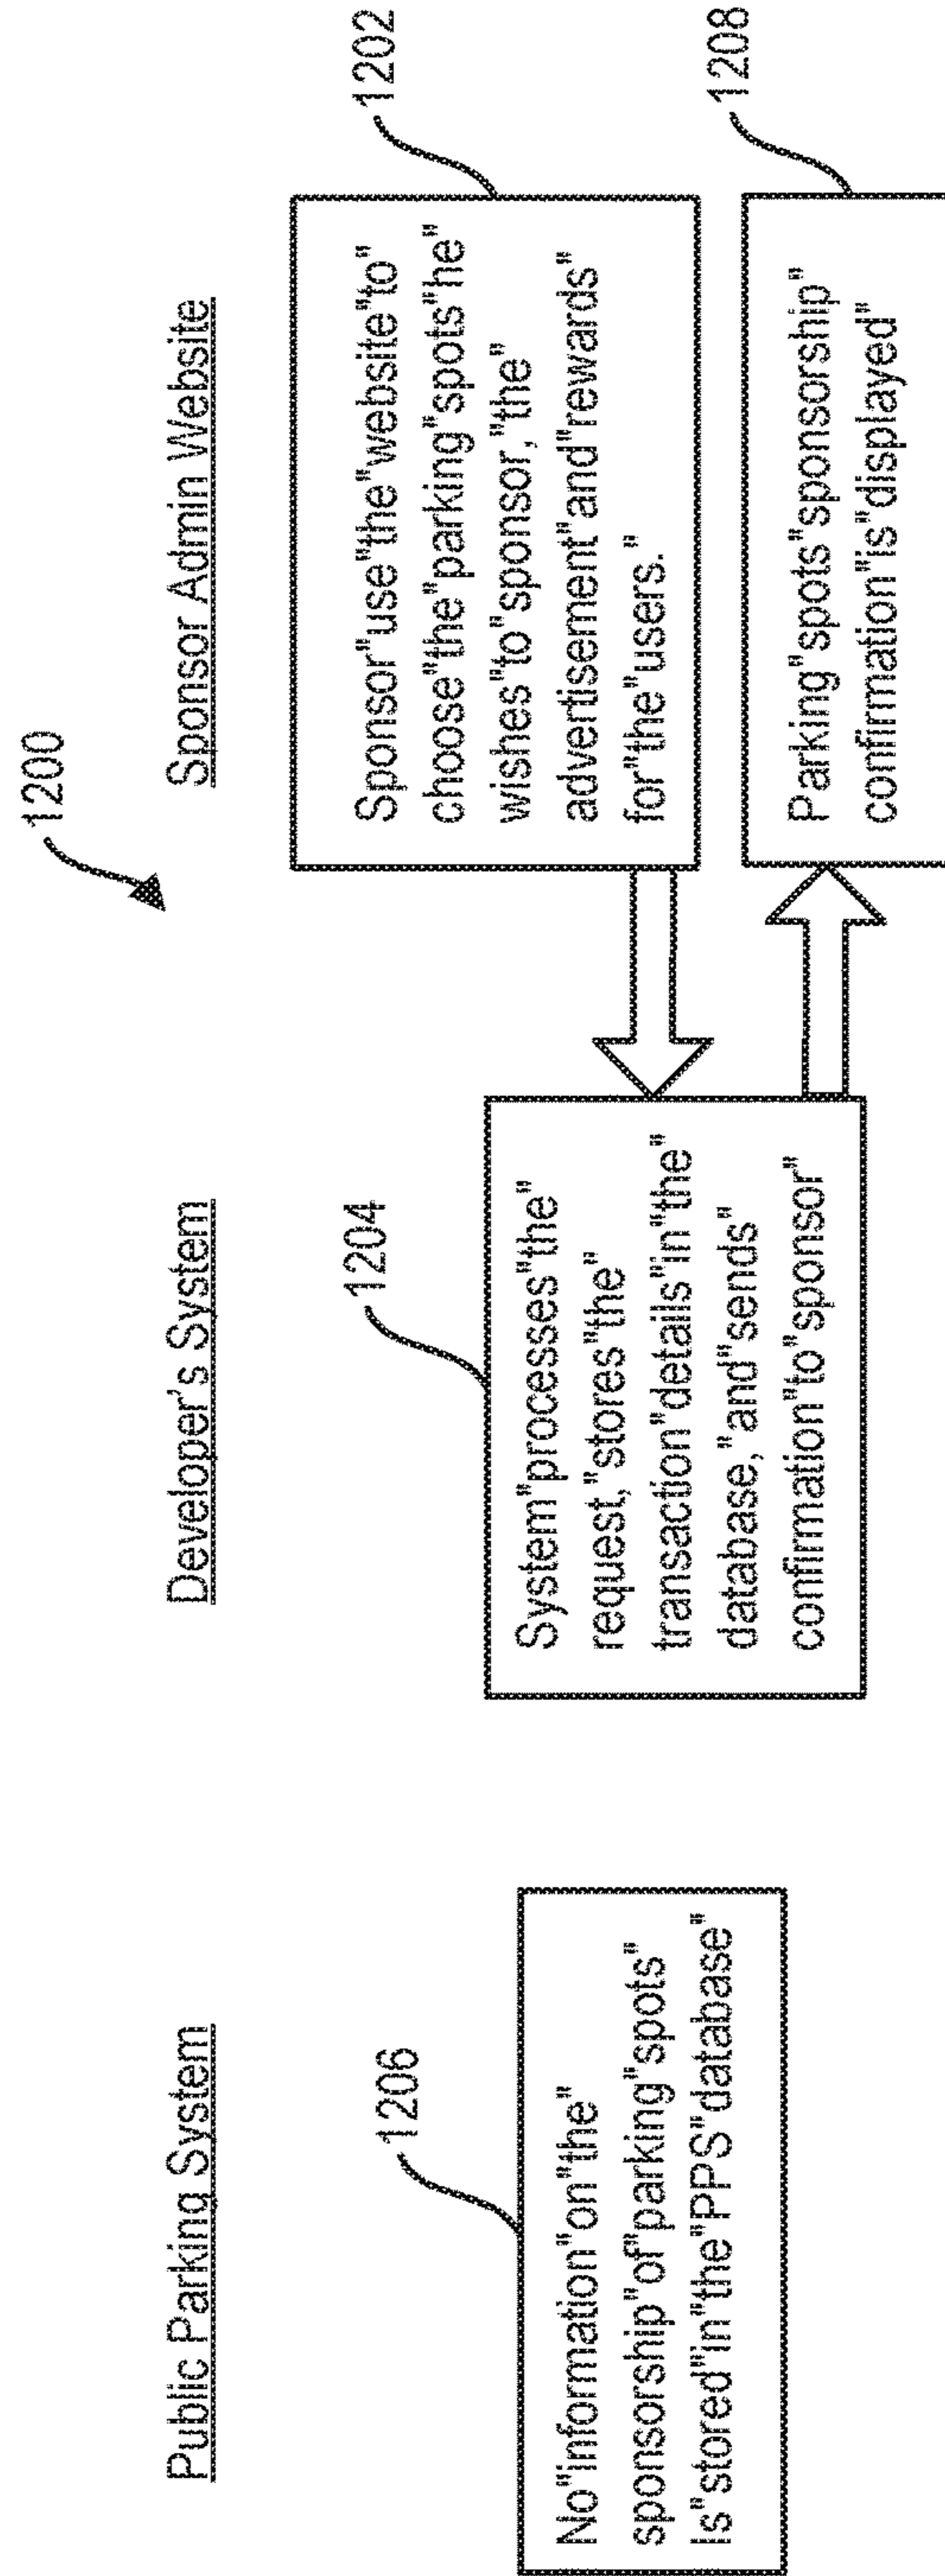 1200
Public Parking System
Developer's System
Sponsor Admin Website
1206
No"information"on"the"
sponsorship"of"parking"spots"
is"stored"in"the"PPS"database"
1204
System"processes"the"
request,"stores"the"
transaction"details"in"the"
database,"and"sends"
confirmation"to"sponsor"
1202
Sponsor"use"the"website"to"
choose"the"parking"spots"he"
wishes"to"sponsor,"the"
advertisement"and"rewards"
for"the"users."
1208
Parking"spots"sponsorship"
confirmation"is"displayed"